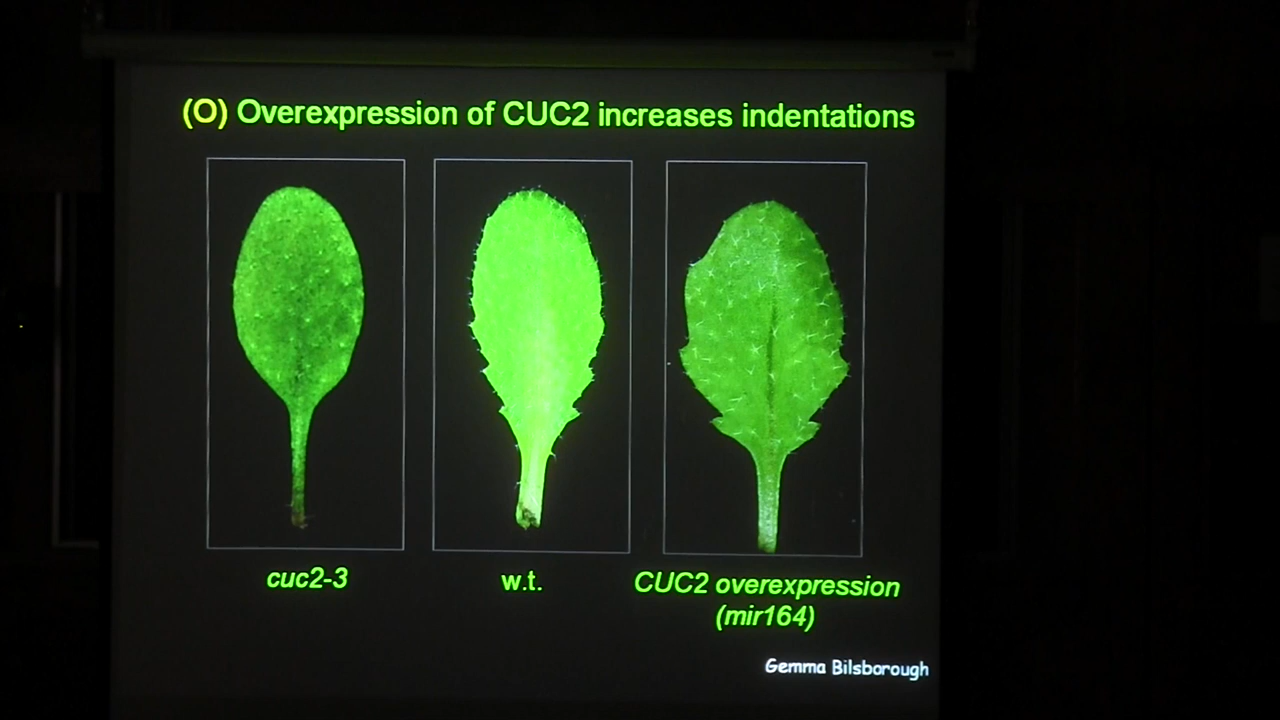 (O) Overexpression of CUC2 increases indentations
cuc2-3
w.t.
CUC2 overexpression
(mir164)
Gemma Bilsborough